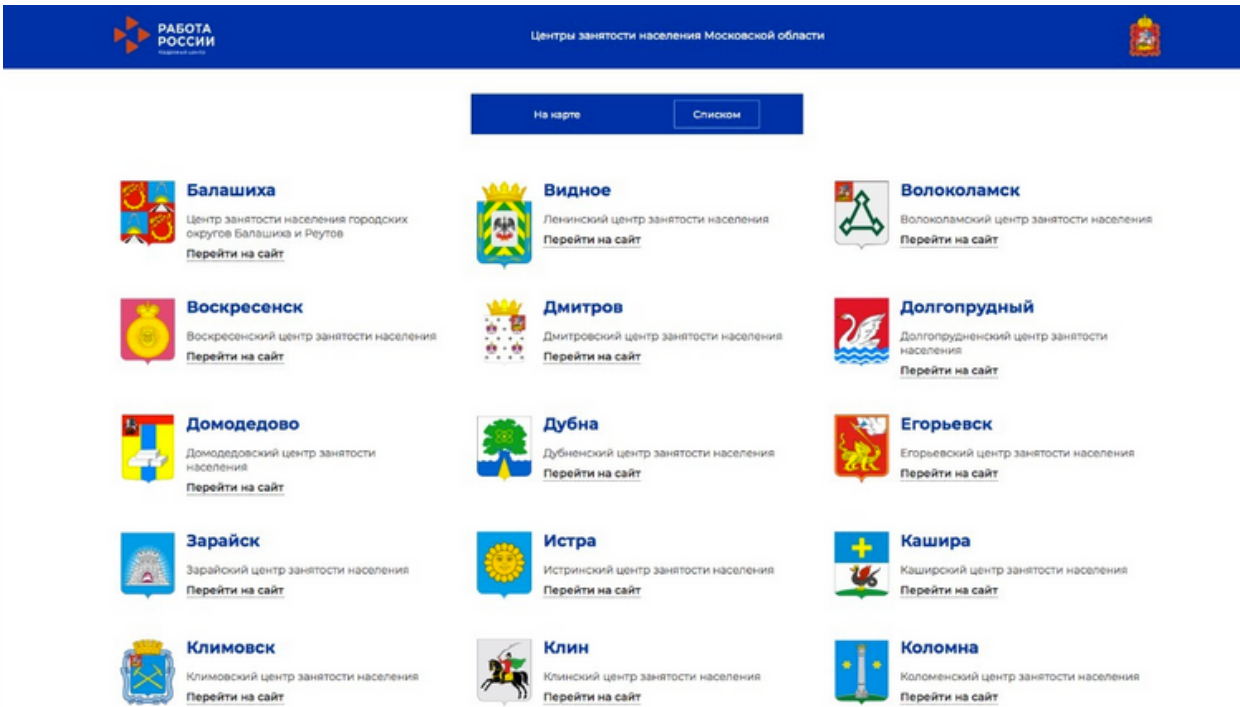 РАБОТА
РОССИИ
Кадровый центр
Центры занятости населения Московской области
На карте
Списком
Балашиха
Центр занятости населения городских
округов Балашиха и Реутов
Перейти на сайт
Видное
Ленинский центр занятости населения
Перейти на сайт
Волоколамск
Волоколамский центр занятости населения
Перейти на сайт
Воскресенск
Воскресенский центр занятости населения
Перейти на сайт
Дмитров
Дмитровский центр занятости населения
Перейти на сайт
Долгопрудный
Долгопрудненский центр занятости
населения
Перейти на сайт
Домодедово
Домодедовский центр занятости
населения
Перейти на сайт
Дубна
Дубненский центр занятости населения
Перейти на сайт
Егорьевск
Егорьевский центр занятости населения
Перейти на сайт
Зарайск
Зарайский центр занятости населения
Перейти на сайт
Истра
Истринский центр занятости населения
Перейти на сайт
Кашира
Каширский центр занятости населения
Перейти на сайт
Климовск
Климовский центр занятости населения
Перейти на сайт
Клин
Клинский центр занятости населения
Перейти на сайт
Коломна
Коломенский центр занятости населения
Перейти на сайт